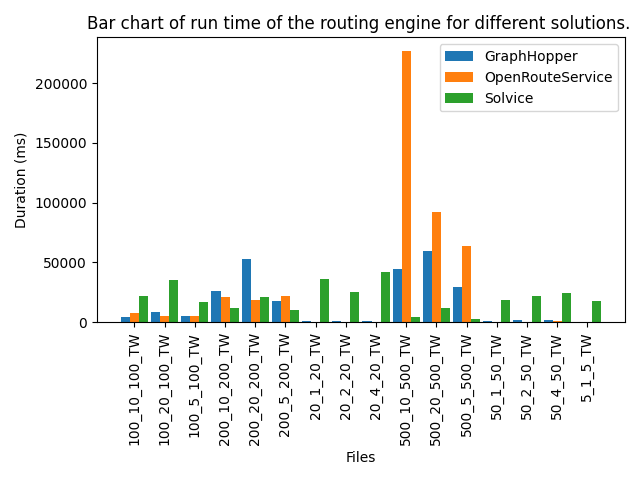 Bar chart of run time of the routing engine for different solutions.
GraphHopper
OpenRouteService
Solvice
Duration (ms)
200000
150000
100000
50000
0
100_10_100_TW
100_20_100_TW
100_5_100_TW
200_10_200_TW
200_20_200_TW
200_5_200_TW
20_1_20_TW
20_2_20_TW
20_4_20_TW
500_10_500_TW
500_20_500_TW
500_5_500_TW
50_1_50_TW
50_2_50_TW
50_4_50_TW
5_1_5_TW
Files